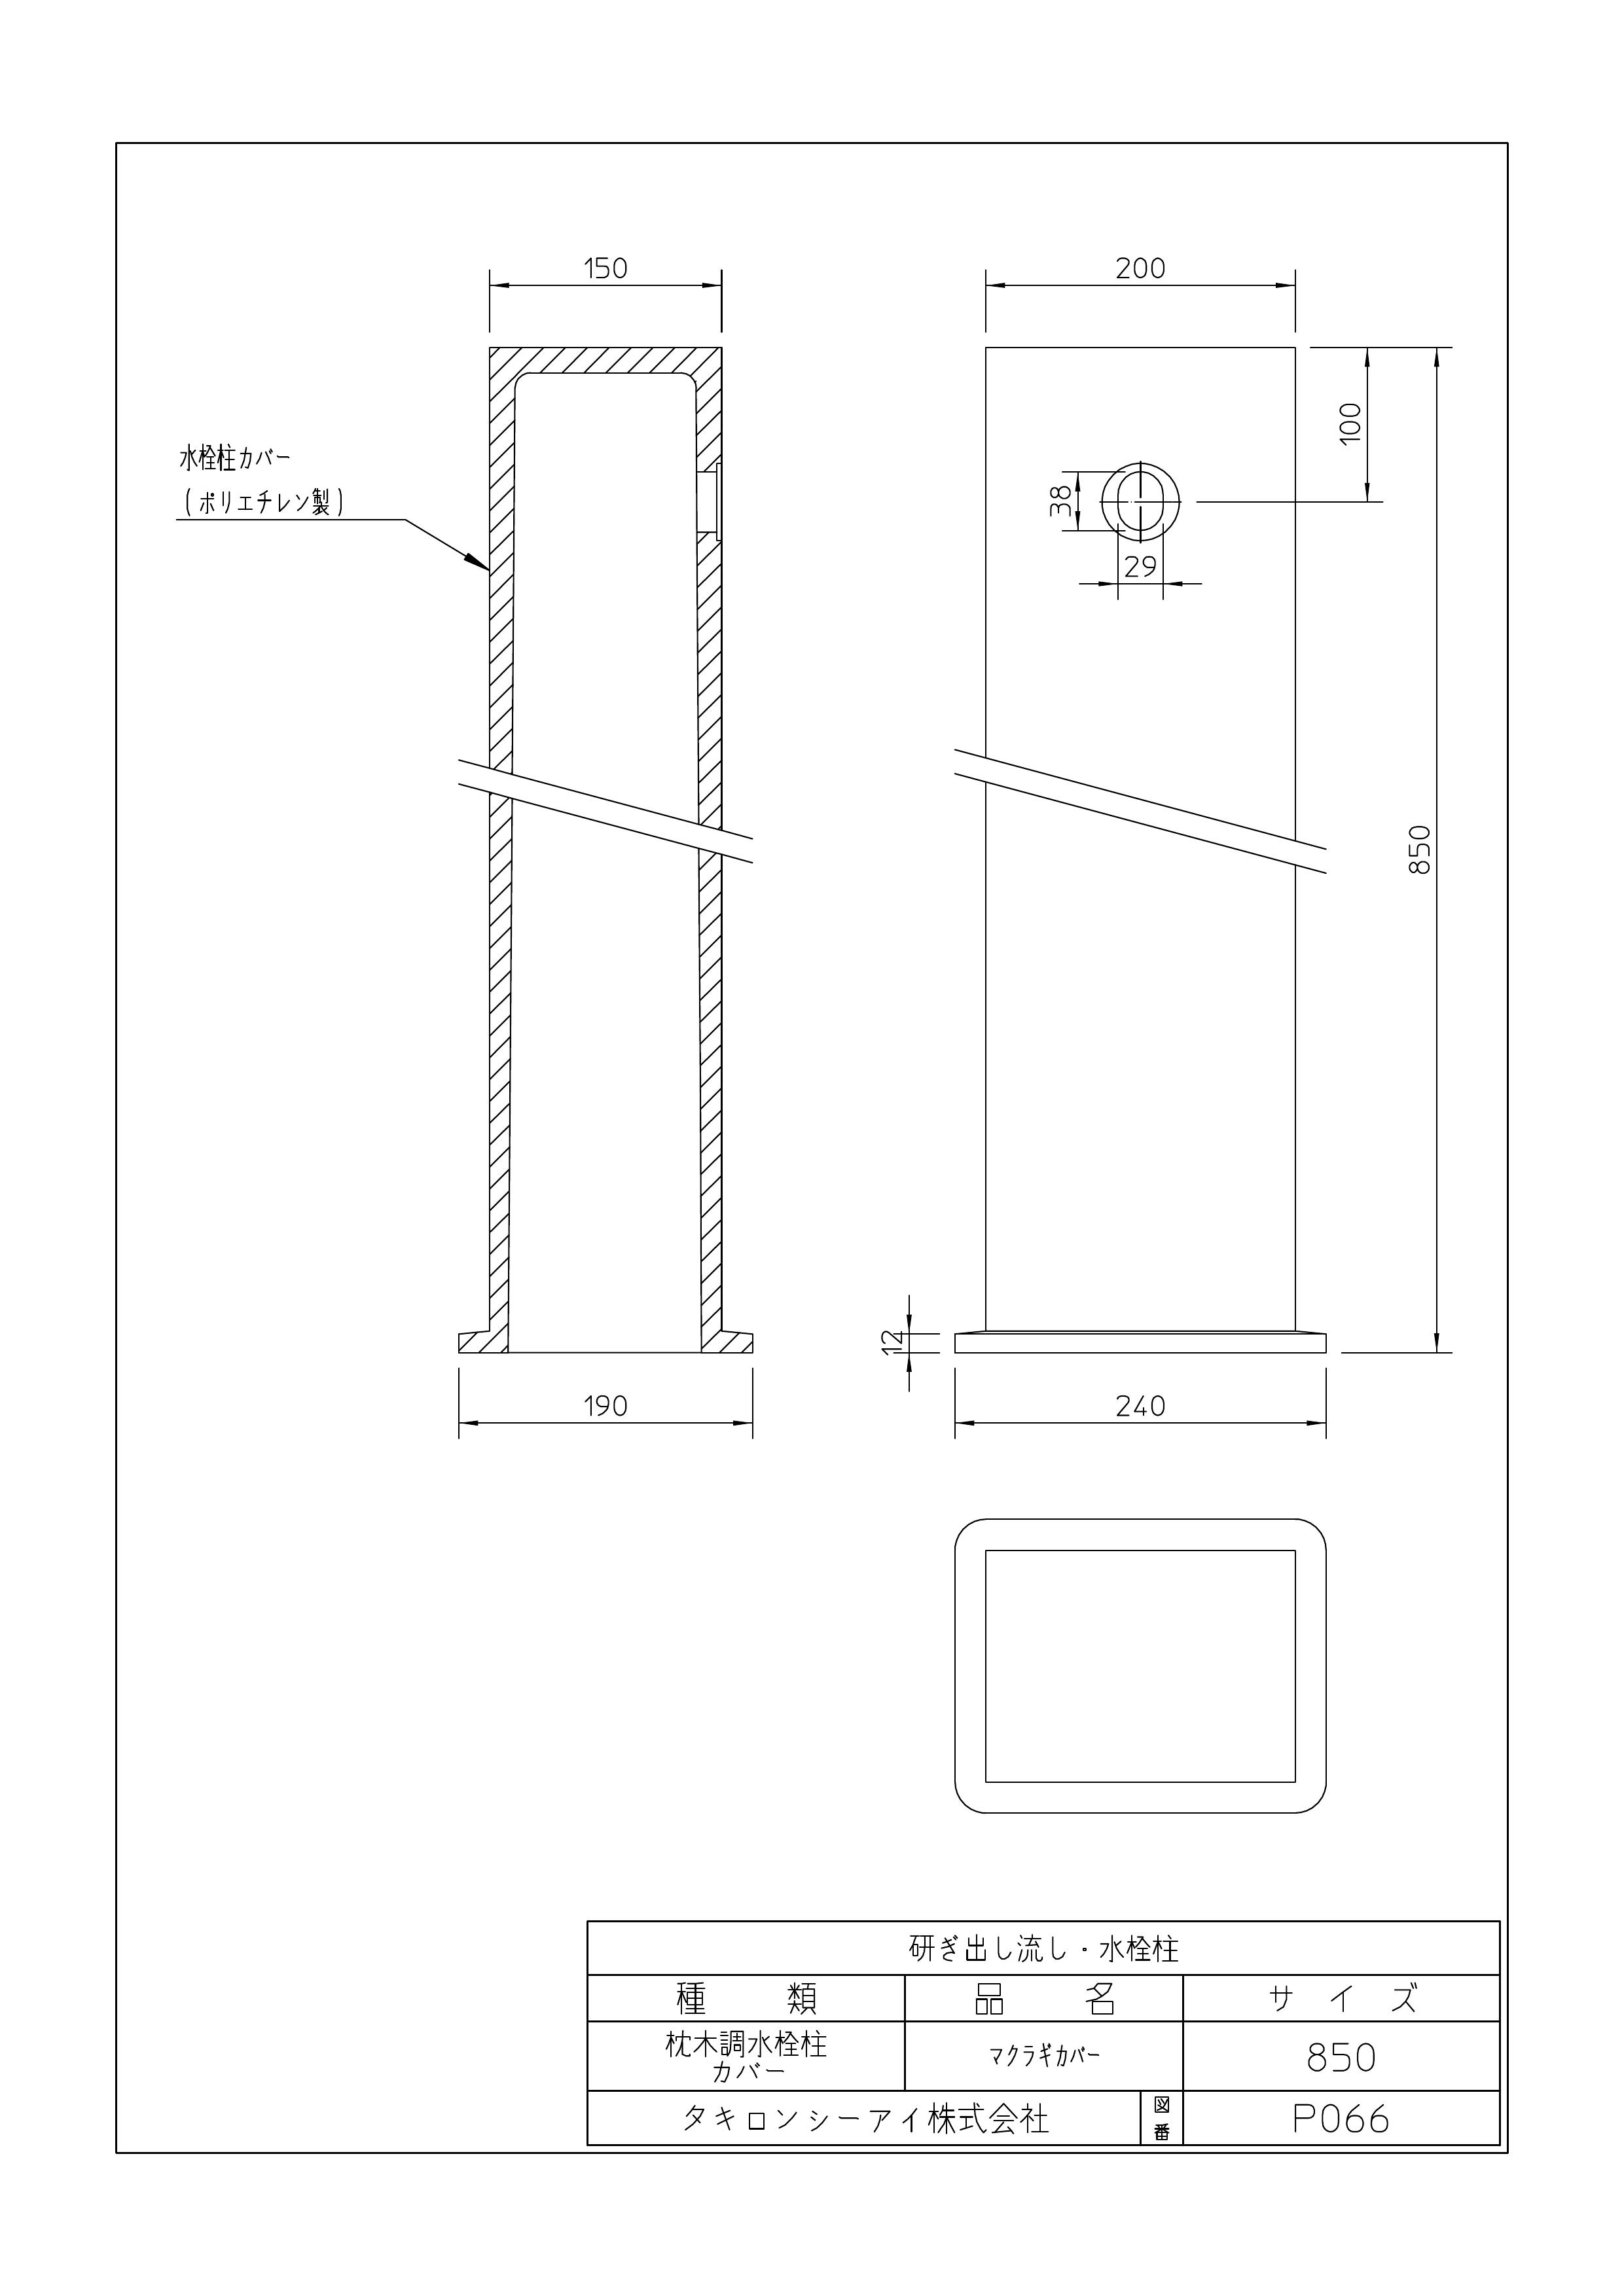 150
200
100
水栓柱カバー
(ポリエチレン製)
38
29
850
12
190
240
研ぎ出し流し・水栓柱
種 類 品 名 サ イ ズ
枕木調水栓柱
カバー
マクラギカバー
850
タキロンシーアイ株式会社
図
番
P066